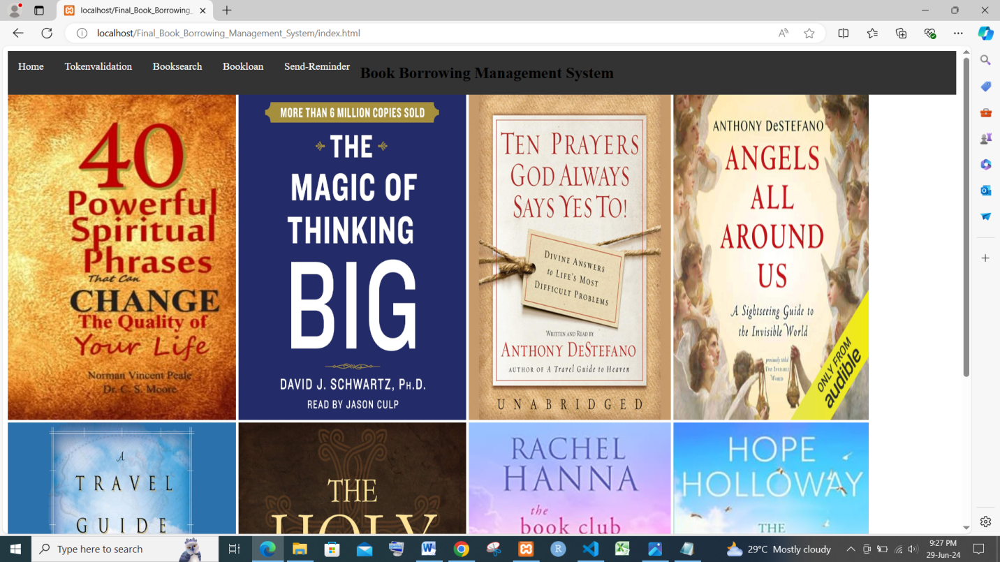 localhost/Final_Book_Borrowing_
localhost/Final_Book_Borrowing_Management_System/index.html
Home Tokenvalidation Booksearch Bookloan Send-Reminder Book Borrowing Management System
40
Powerful
Spiritual
Phrases
That Can
CHANGE
The Quality of
Your Life
Norman Vincent Peale
Dr. C. S. Moore
MORE THAN 6 MILLION COPIES SOLD
THE
MAGIC OF
THINKING
BIG
DAVID J. SCHWARTZ, PH.D.
READ BY JASON CULP
TEN PRAYERS
GOD ALWAYS
SAYS YES TO!
DIVINE ANSWERS
to LIFE'S MOST
DIFFICULT PROBLEMS
WRITTEN AND READ BY
ANTHONY DESTEFANO
AUTHOR OF A Travel Guide to Heaven
UNABRIDGED
ANTHONY DeSTEFANO
ANGELS
ALL
AROUND
US
A Sightseeing Guide to
the Invisible World
previously titled
THE INVISIBLE
WORLD
ONLY FROM
audible
A
TRAVEL
GUIDE
THE
HOLY
RACHEL
HANNA
the
book club
HOPE
HOLLOWAY
THE
Type here to search
29°C Mostly cloudy
9:27 PM
29-Jun-24